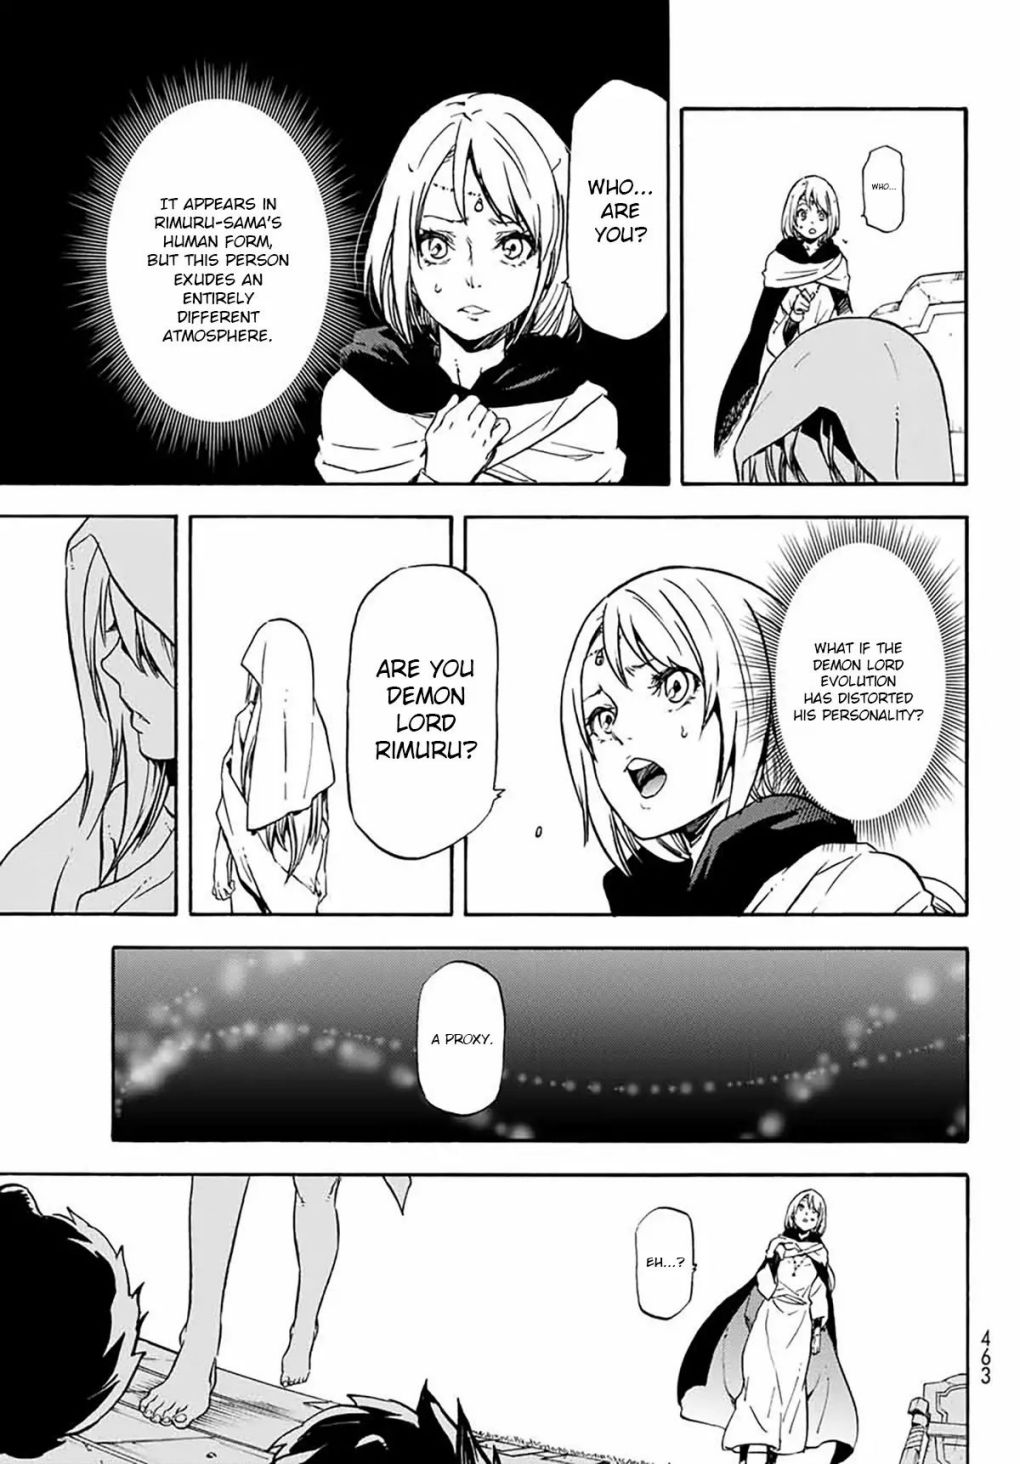 WHO...
WHO...
ARE
YOU?
IT APPEARS IN
RIMURU-SAMA'S
HUMAN FORM,
BUT THIS PERSON
EXUDES AN
ENTIRELY
DIFFERENT
ATMOSPHERE.
WHAT IF THE
DEMON LORD
EVOLUTION
HAS DISTORTED
HIS PERSONALITY?
ARE YOU
DEMON
LORD
RIMURU?
A PROXY.
EH...?
463